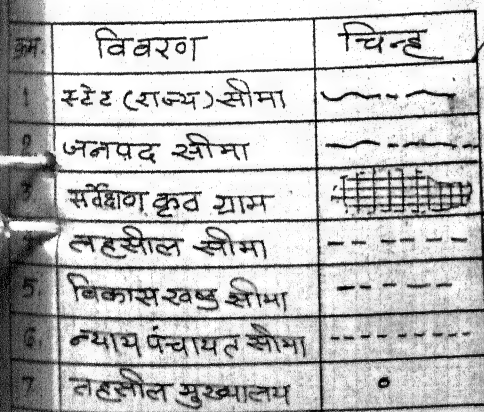 क्रम. विवरण चिन्ह
1 स्टेट (राज्य) सीमा
2 जनपद सीमा
3 सर्वेक्षण कृत ग्राम
4 तहसील सीमा
5. विकास खण्ड सीमा
6. न्याय पंचायत सीमा
7 तहसील मुख्यालय